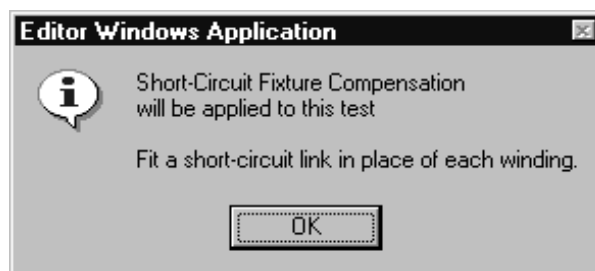 Editor Windows Application
Short-Circuit Fixture Compensation
will be applied to this test
Fit a short-circuit link in place of each winding.
OK